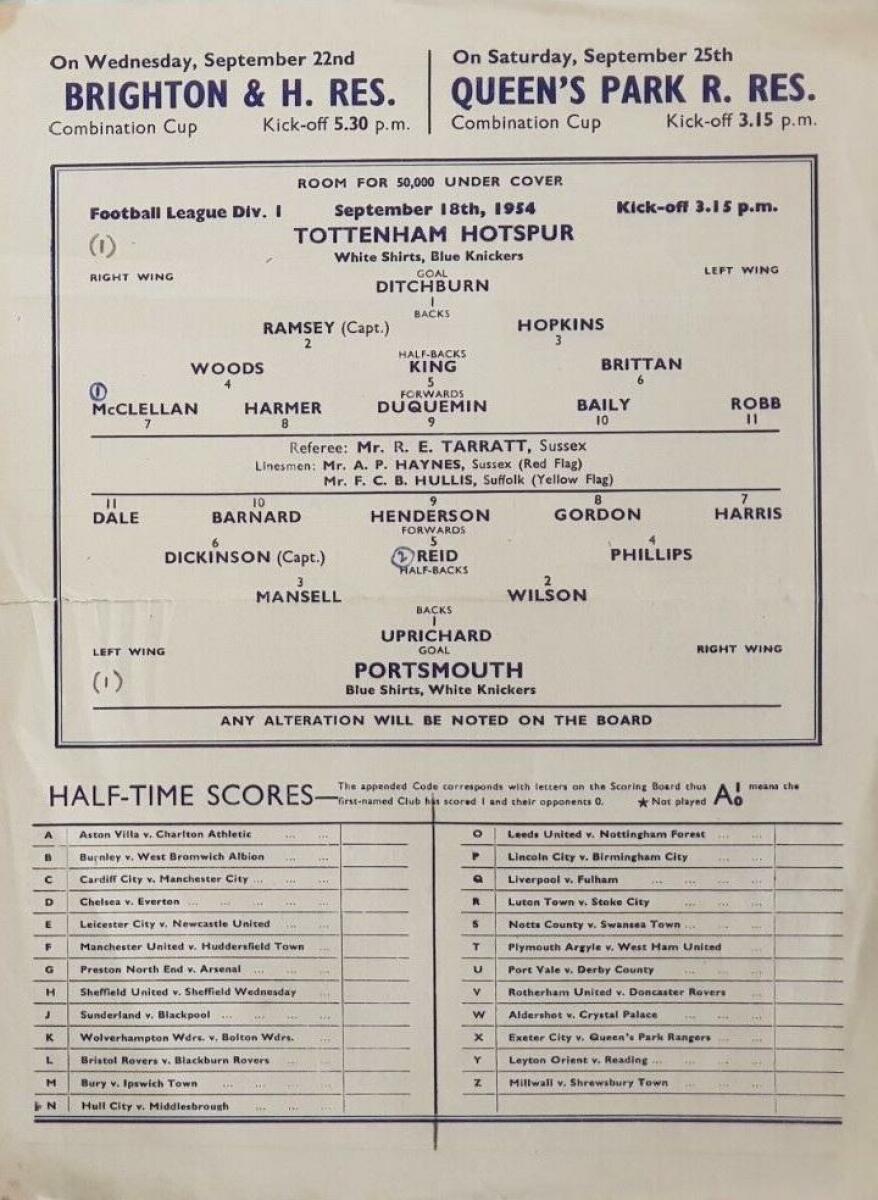 On Wednesday, September 22nd
BRIGHTON & H. RES.
Combination Cup Kick-off 5.30 p.m.
On Saturday, September 25th
QUEEN'S PARK R. RES.
Combination Cup Kick-off 3.15 p.m.
ROOM FOR 50,000 UNDER COVER
Football League Div. 1 September 18th, 1954 Kick-off 3.15 p.m.
(1) TOTTENHAM HOTSPUR
White Shirts, Blue Knickers
RIGHT WING GOAL LEFT WING
DITCHBURN
1
BACKS
RAMSEY (Capt.) HOPKINS
2 3
HALF-BACKS
WOODS KING BRITTAN
4 5 6
1 FORWARDS
McCLELLAN HARMER DUQUEMIN BAILY ROBB
7 8 9 10 11
Referee: Mr. R. E. TARRATT, Sussex
Linesmen: Mr. A. P. HAYNES, Sussex (Red Flag)
Mr. F. C. B. HULLIS, Suffolk (Yellow Flag)
11 10 9 8 7
DALE BARNARD HENDERSON GORDON HARRIS
FORWARDS
6 5 4
DICKINSON (Capt.) 2 REID PHILLIPS
HALF-BACKS
3 2
MANSELL WILSON
BACKS
1
UPRICHARD
LEFT WING GOAL RIGHT WING
(1) PORTSMOUTH
Blue Shirts, White Knickers
ANY ALTERATION WILL BE NOTED ON THE BOARD
HALF-TIME SCORES—The appended Code corresponds with letters on the Scoring Board thus A 1 0 means the
first-named Club has scored 1 and their opponents 0. ★ Not played
A Aston Villa v. Charlton Athletic ... ...
B Burnley v. West Bromwich Albion ... ...
C Cardiff City v. Manchester City ... ... ...
D Chelsea v. Everton ... ... ... ... ...
E Leicester City v. Newcastle United ... ...
F Manchester United v. Huddersfield Town ...
G Preston North End v. Arsenal ... ... ...
H Sheffield United v. Sheffield Wednesday ...
J Sunderland v. Blackpool ... ... ... ...
K Wolverhampton Wdrs. v. Bolton Wdrs. ...
L Bristol Rovers v. Blackburn Rovers ...
M Bury v. Ipswich Town ... ... ...
N Hull City v. Middlesbrough ... ... ...
O Leeds United v. Nottingham Forest ... ...
P Lincoln City v. Birmingham City ... ...
Q Liverpool v. Fulham ... ... ...
R Luton Town v. Stoke City ... ... ...
S Notts County v. Swansea Town ... ... ...
T Plymouth Argyle v. West Ham United ...
U Port Vale v. Derby County ... ...
V Rotherham United v. Doncaster Rovers ...
W Aldershot v. Crystal Palace ... ...
X Exeter City v. Queen's Park Rangers ... ...
Y Leyton Orient v. Reading ... ... ...
Z Millwall v. Shrewsbury Town ... ...